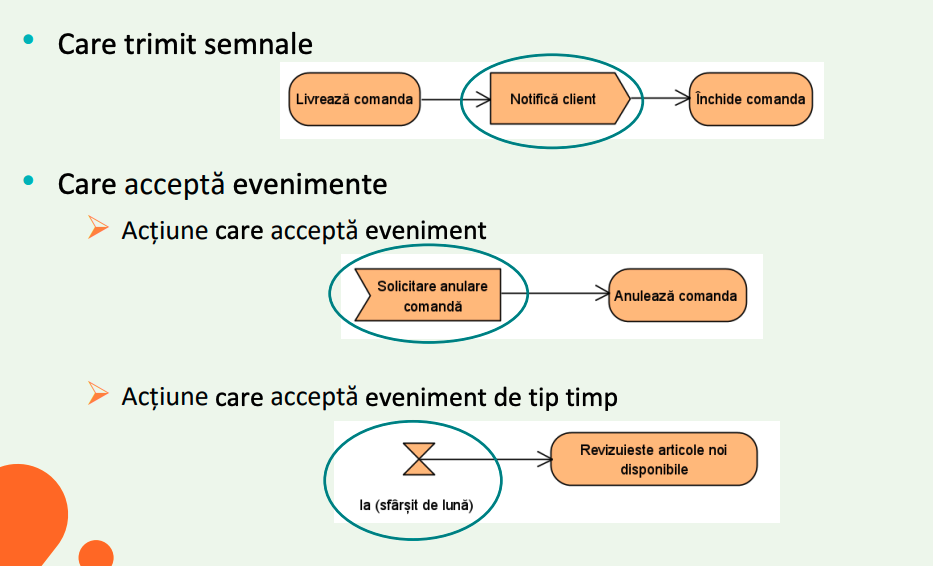 Care trimit semnale
Livrează comanda
Notifică client
Închide comanda
Care acceptă evenimente
Acțiune care acceptă eveniment
Solicitare anulare
comandă
Anulează comanda
Acțiune care acceptă eveniment de tip timp
Revizuieste articole noi
disponibile
la (sfârșit de lună)